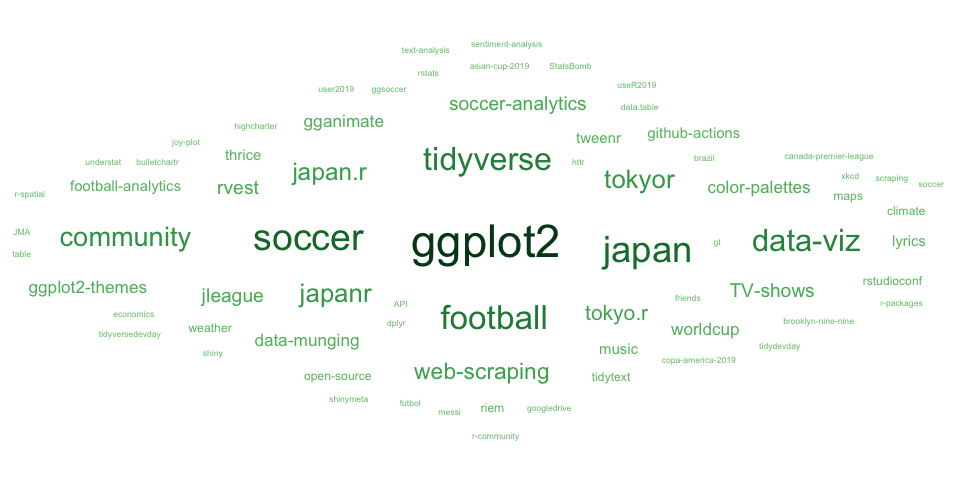 sentiment-analysis
text-analysis
asian-cup-2019
StatsBomb
rstats
user2019
ggsoccer
useR2019
soccer-analytics
data.table
gganimate
highcharter
tweenr
github-actions
joy-plot
thrice
tidyverse
understat
bulletchartr
httr
brazil
canada-premier-league
japan.r
tokyor
xkcd
scraping
soccer
football-analytics
rvest
color-palettes
r-spatial
maps
climate
JMA
community
soccer
ggplot2
japan
gt
data-viz
lyrics
table
ggplot2-themes
jleague
japanr
TV-shows
rstudioconf
API
friends
r-packages
economics
football
tokyo.r
dplyr
brooklyn-nine-nine
tidyversedevday
weather
worldcup
data-munging
shiny
music
tidydevday
copa-america-2019
open-source
web-scraping
tidytext
shinymeta
futbol
messi
riem
googledrive
r-community